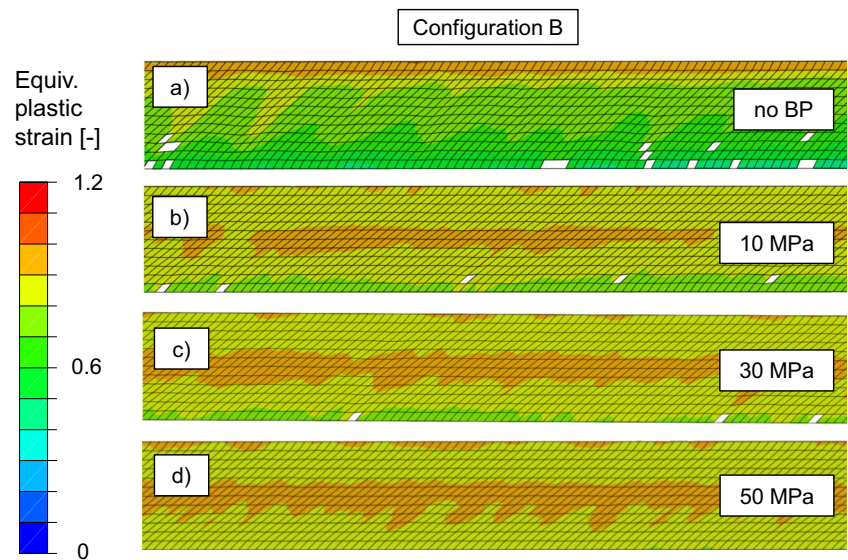 Configuration B
Equiv.
plastic
strain [-]
1.2
0.6
0
a)
no BP
b)
10 MPa
c)
30 MPa
d)
50 MPa